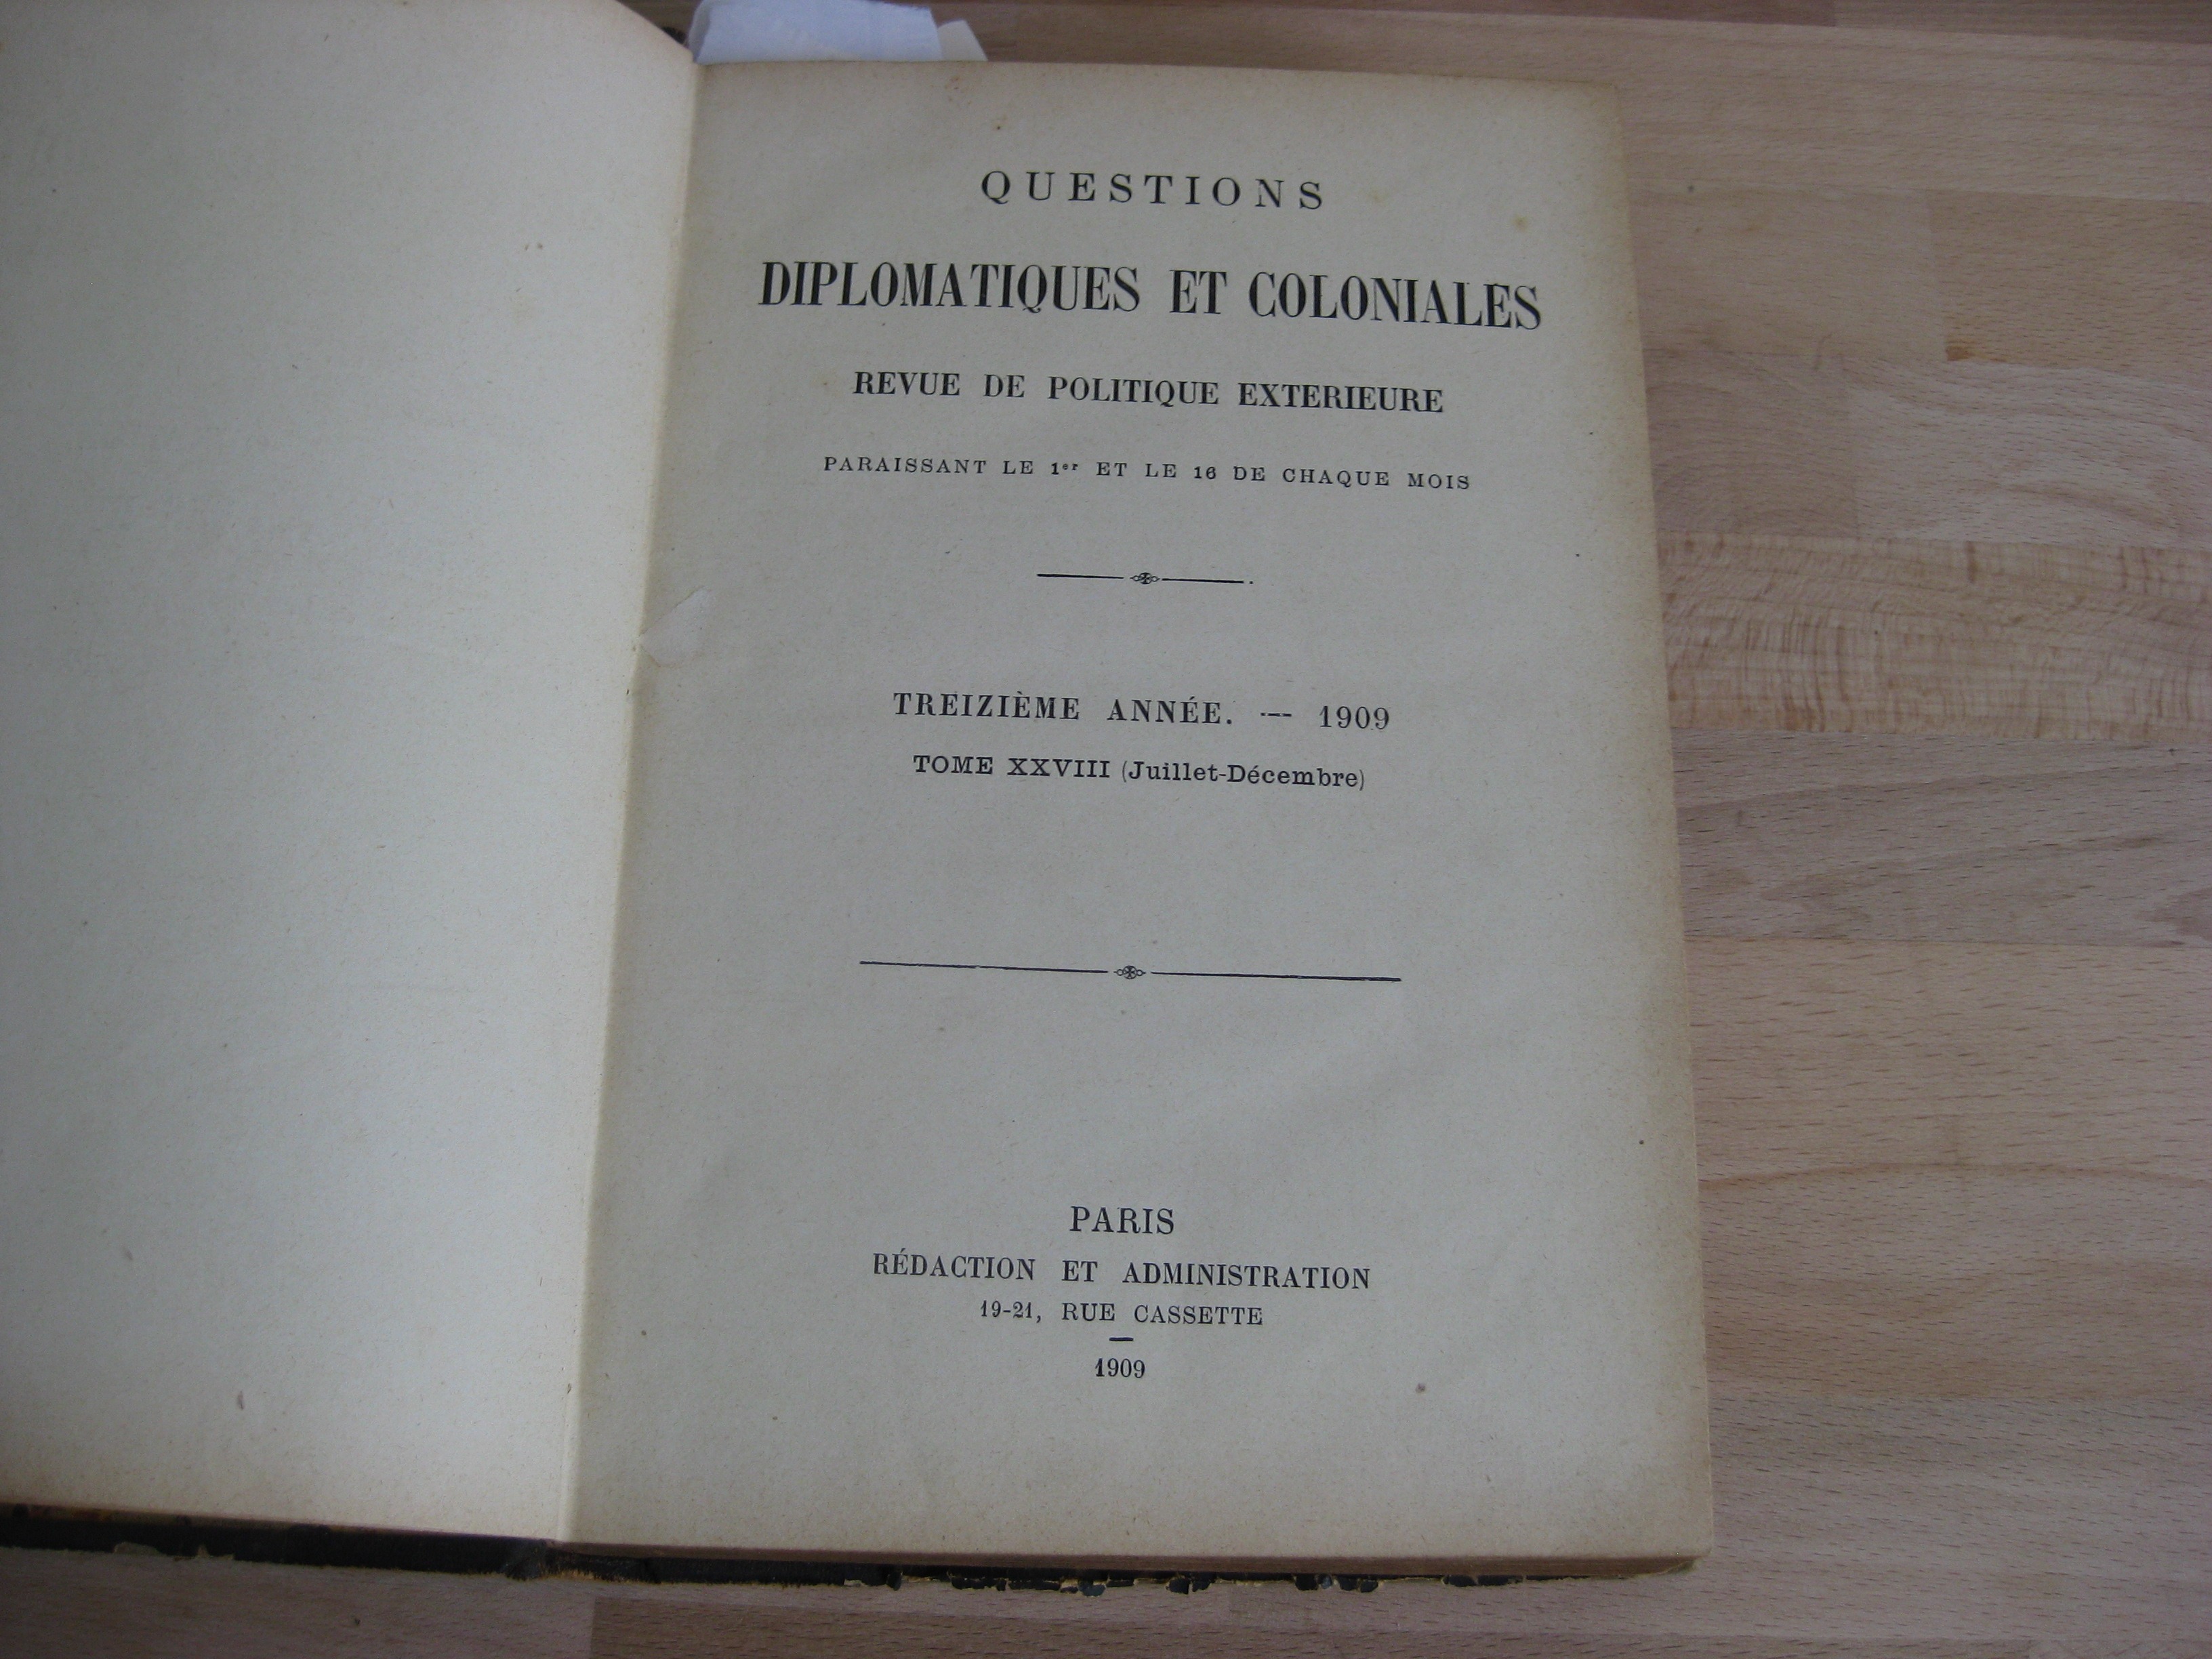 QUESTIONS
DIPLOMATIQUES ET COLONIALES
REVUE DE POLITIQUE EXTERIEURE
PARAISSANT LE 1er ET LE 16 DE CHAQUE MOIS
TREIZIÈME ANNÉE. — 1909
TOME XXVIII (Juillet-Décembre)
PARIS
RÉDACTION ET ADMINISTRATION
19-21, RUE CASSETTE
1909